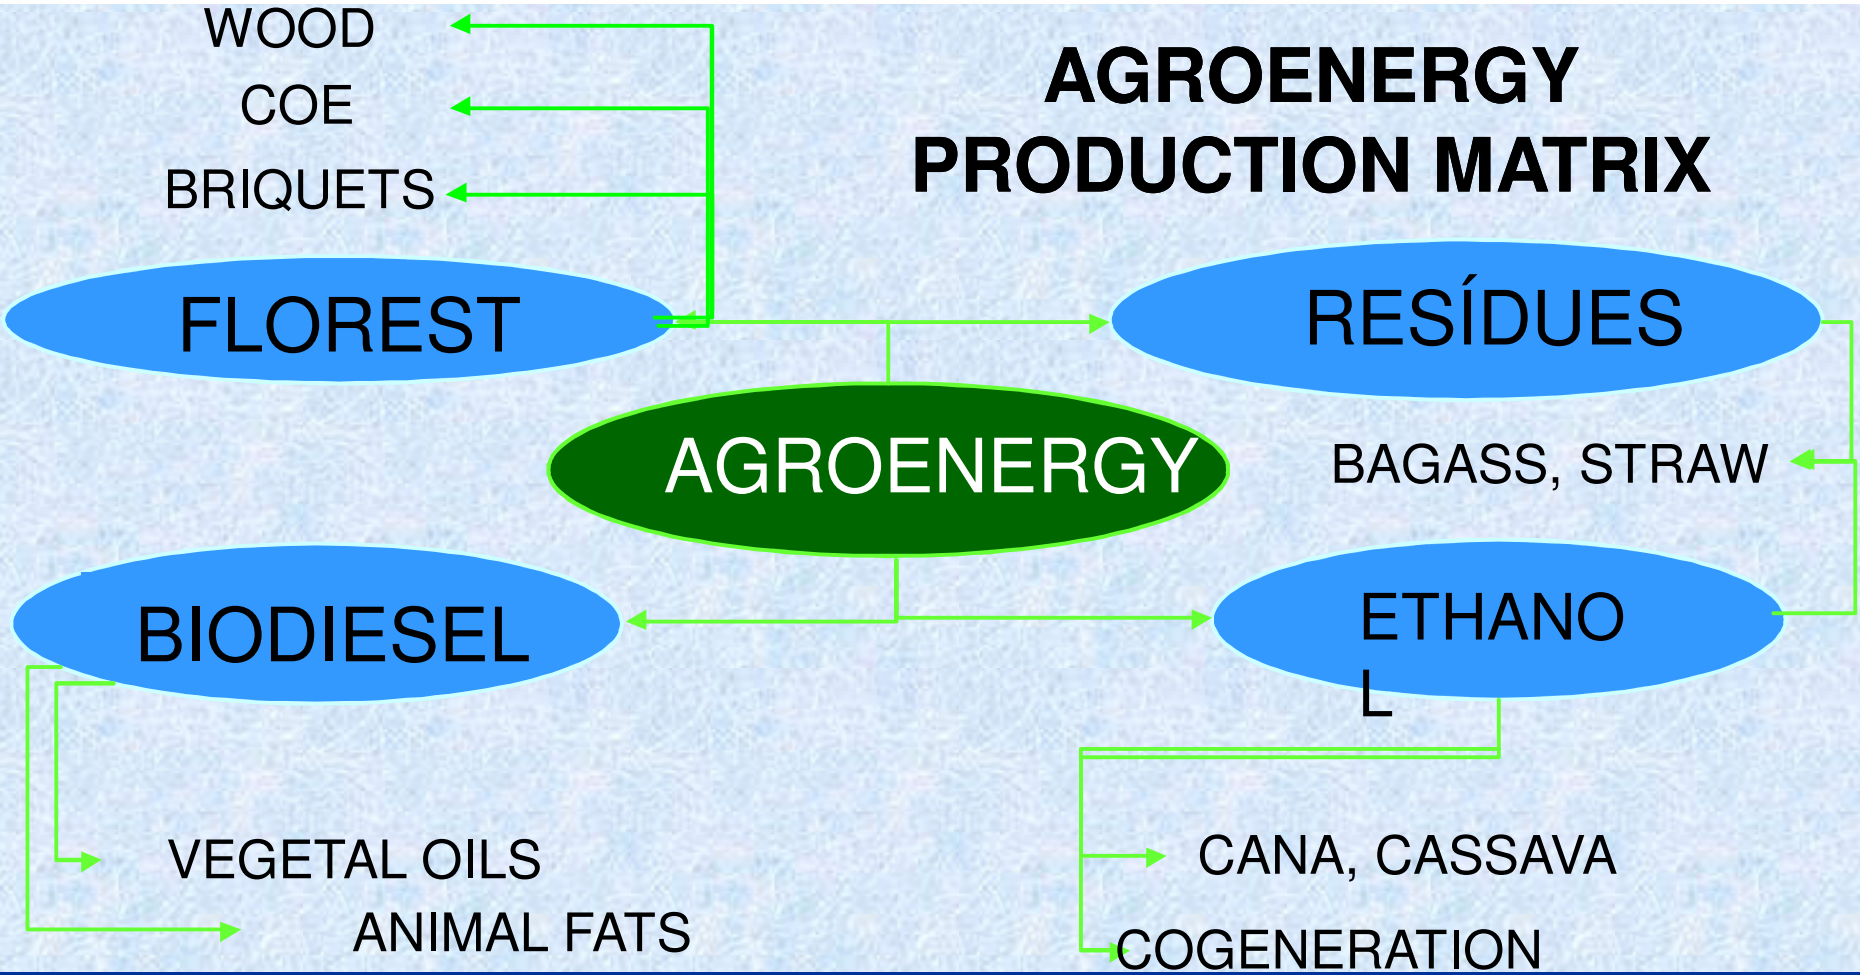 WOOD
COE
BRIQUETS
AGROENERGY
PRODUCTION MATRIX
FLOREST
RESÍDUES
AGROENERGY
BAGASS, STRAW
BIODIESEL
ETHANO
L
VEGETAL OILS
ANIMAL FATS
CANA, CASSAVA
COGENERATION